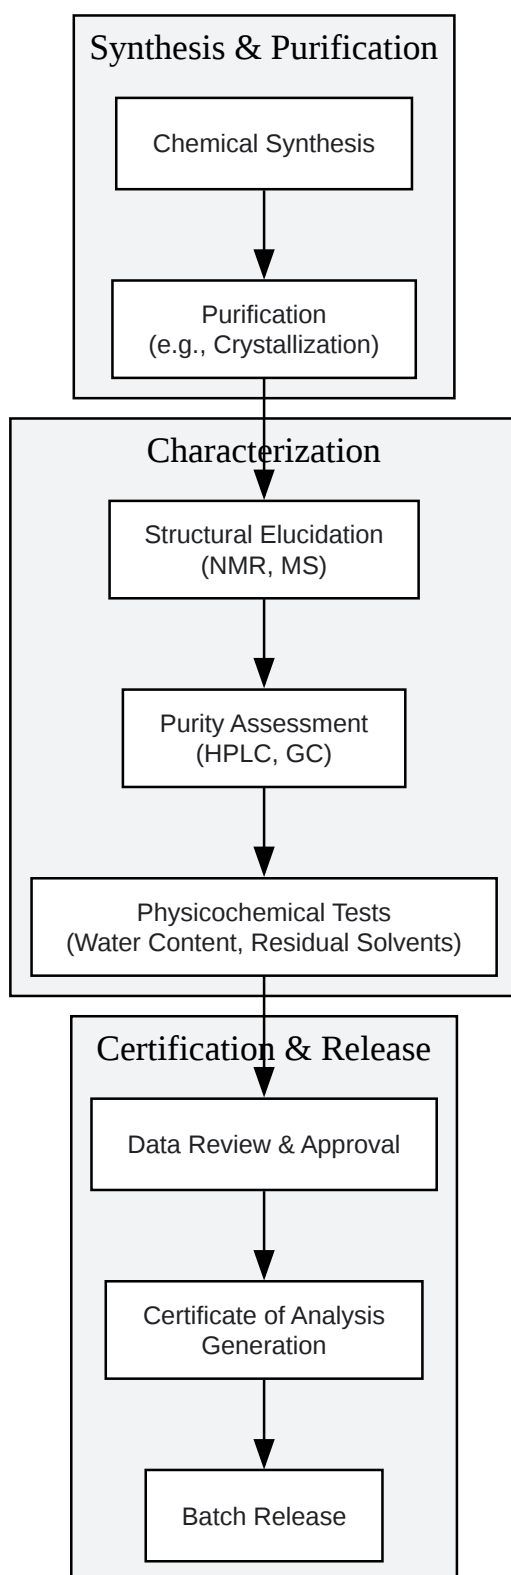 Synthesis & Purification
Chemical Synthesis
Purification
(e.g., Crystallization)
Characterization
Structural Elucidation
(NMR, MS)
Purity Assessment
(HPLC, GC)
Physicochemical Tests
(Water Content, Residual Solvents)
Certification & Release
Data Review & Approval
Certificate of Analysis
Generation
Batch Release